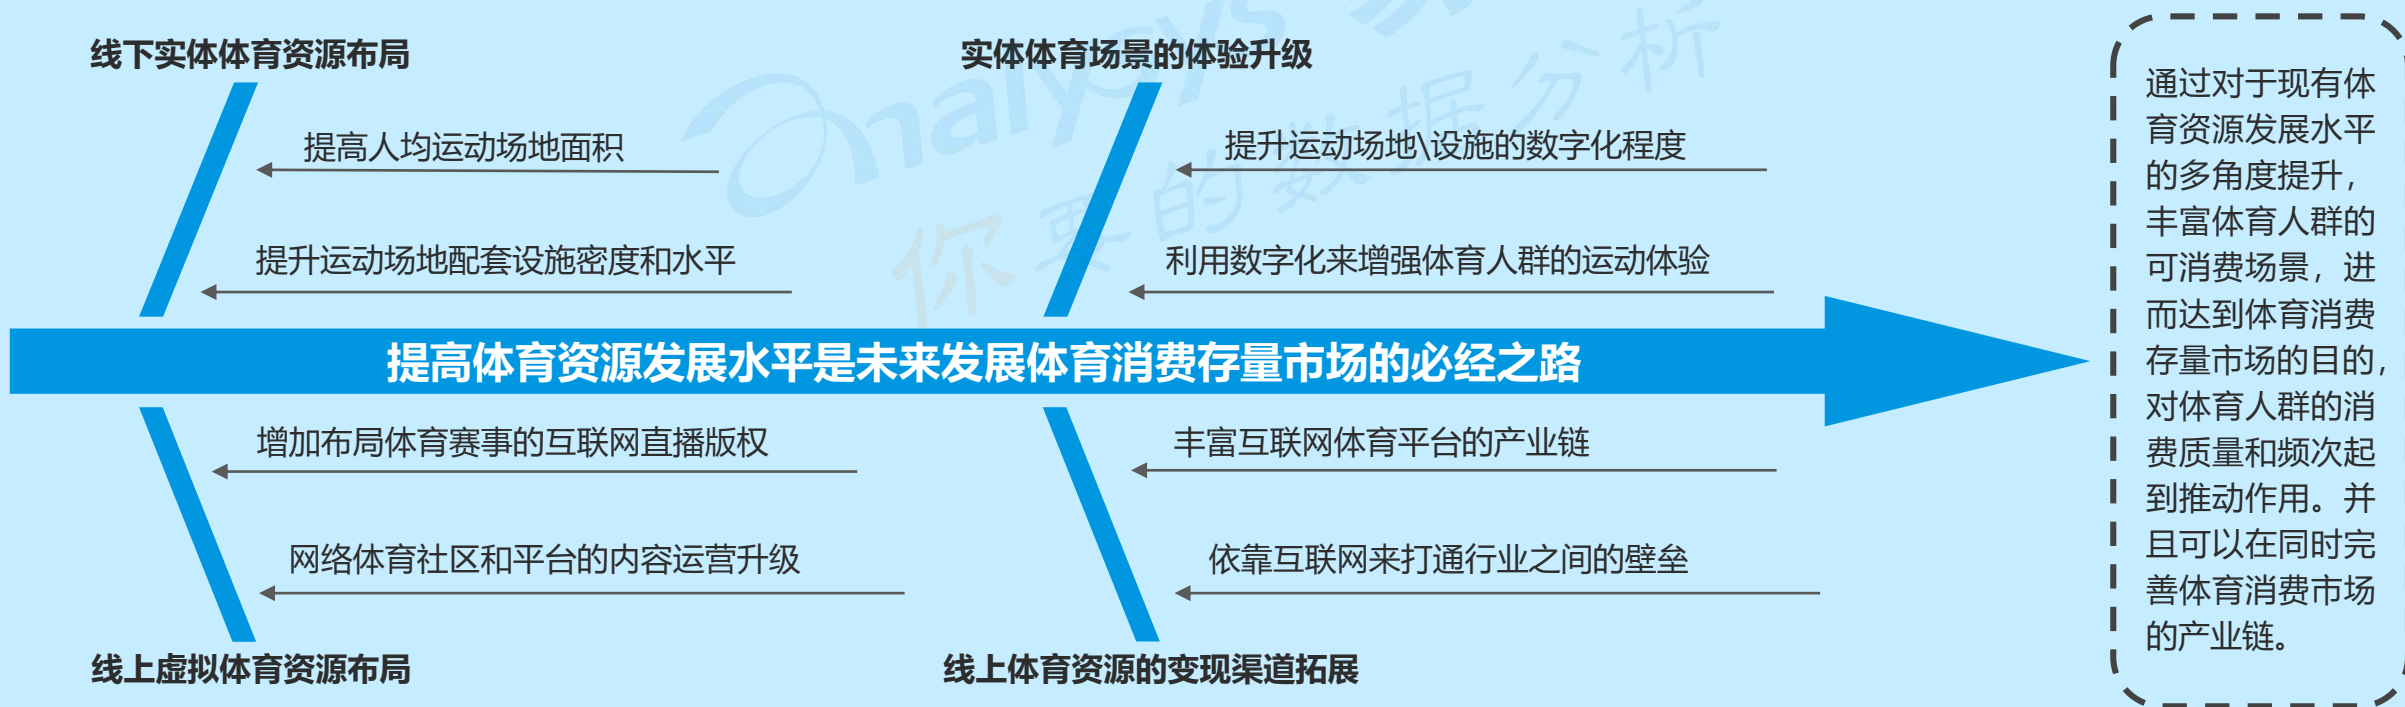 线下实体体育资源布局
实体体育场景的体验升级
提高人均运动场地面积
提升运动场地\设施的数字化程度
提升运动场地配套设施密度和水平
利用数字化来增强体育人群的运动体验
提高体育资源发展水平是未来发展体育消费存量市场的必经之路
增加布局体育赛事的互联网直播版权
丰富互联网体育平台的产业链
网络体育社区和平台的内容运营升级
依靠互联网来打通行业之间的壁垒
线上虚拟体育资源布局
线上体育资源的变现渠道拓展
通过对于现有体
育资源发展水平
的多角度提升，
丰富体育人群的
可消费场景，进
而达到体育消费
存量市场的目的，
对体育人群的消
费质量和频次起
到推动作用。并
且可以在同时完
善体育消费市场
的产业链。
analysys
你要的数据分析